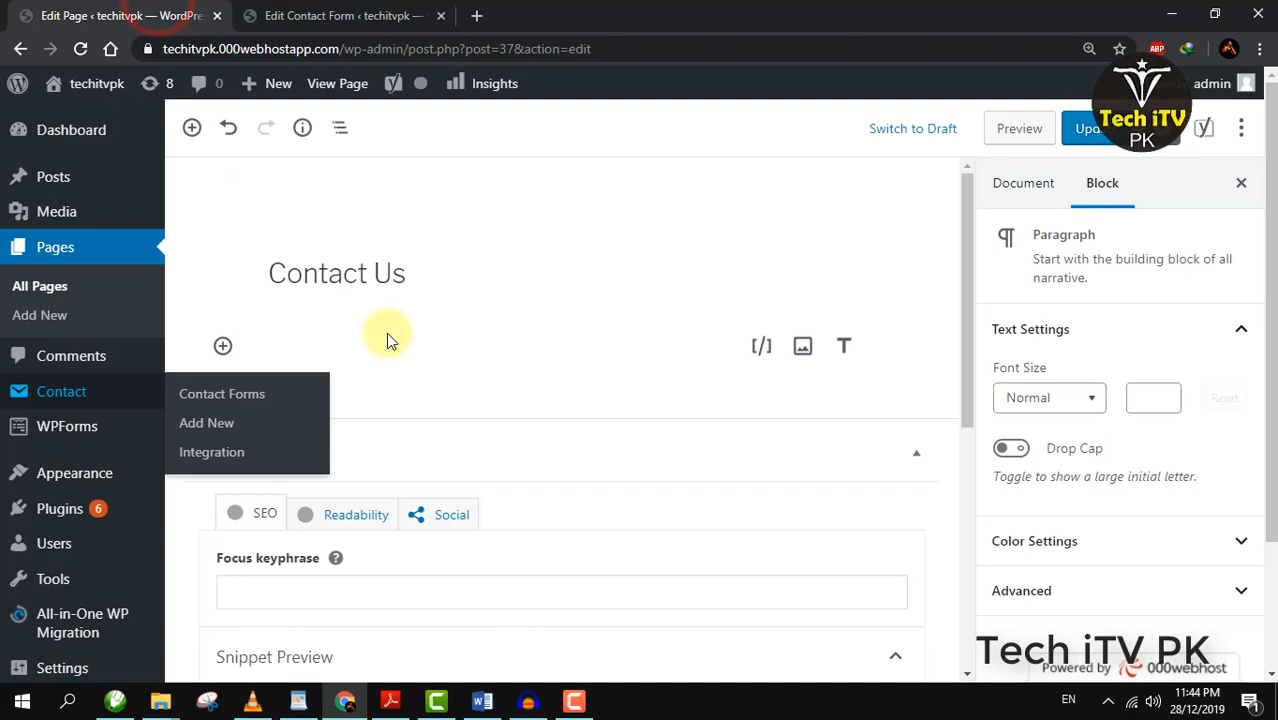 Edit Page ‹ techitvpk — WordPre
Edit Contact Form ‹ techitvpk —
techitvpk.000webhostapp.com/wp-admin/post.php?post=37&action=edit
ABP
techitvpk
8
0
New
View Page
Insights
admin
Tech iTV
PK
Dashboard
Posts
Media
Pages
All Pages
Add New
Comments
Contact
Contact Forms
Add New
Integration
WPForms
Appearance
Plugins 6
Users
Tools
All-in-One WP
Migration
Settings
Switch to Draft
Preview
Contact Us
SEO
Readability
Social
Focus keyphrase
Snippet Preview
Document
Block
Paragraph
Start with the building block of all
narrative.
Text Settings
Font Size
Normal
Reset
Drop Cap
Toggle to show a large initial letter.
Color Settings
Advanced
Tech iTV PK
Powered by 000webhost
EN
11:44 PM
28/12/2019
1